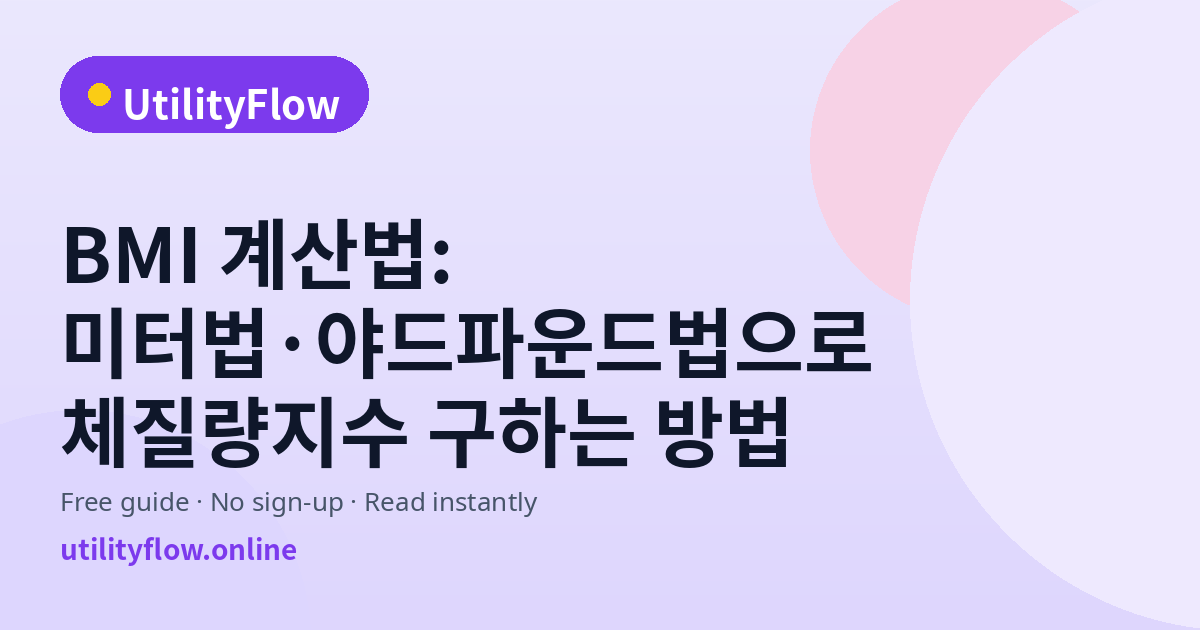 UtilityFlow
BMI 계산법:
미터법·야드파운드법으로
체질량지수 구하는 방법
Free guide · No sign-up · Read instantly
utilityflow.online